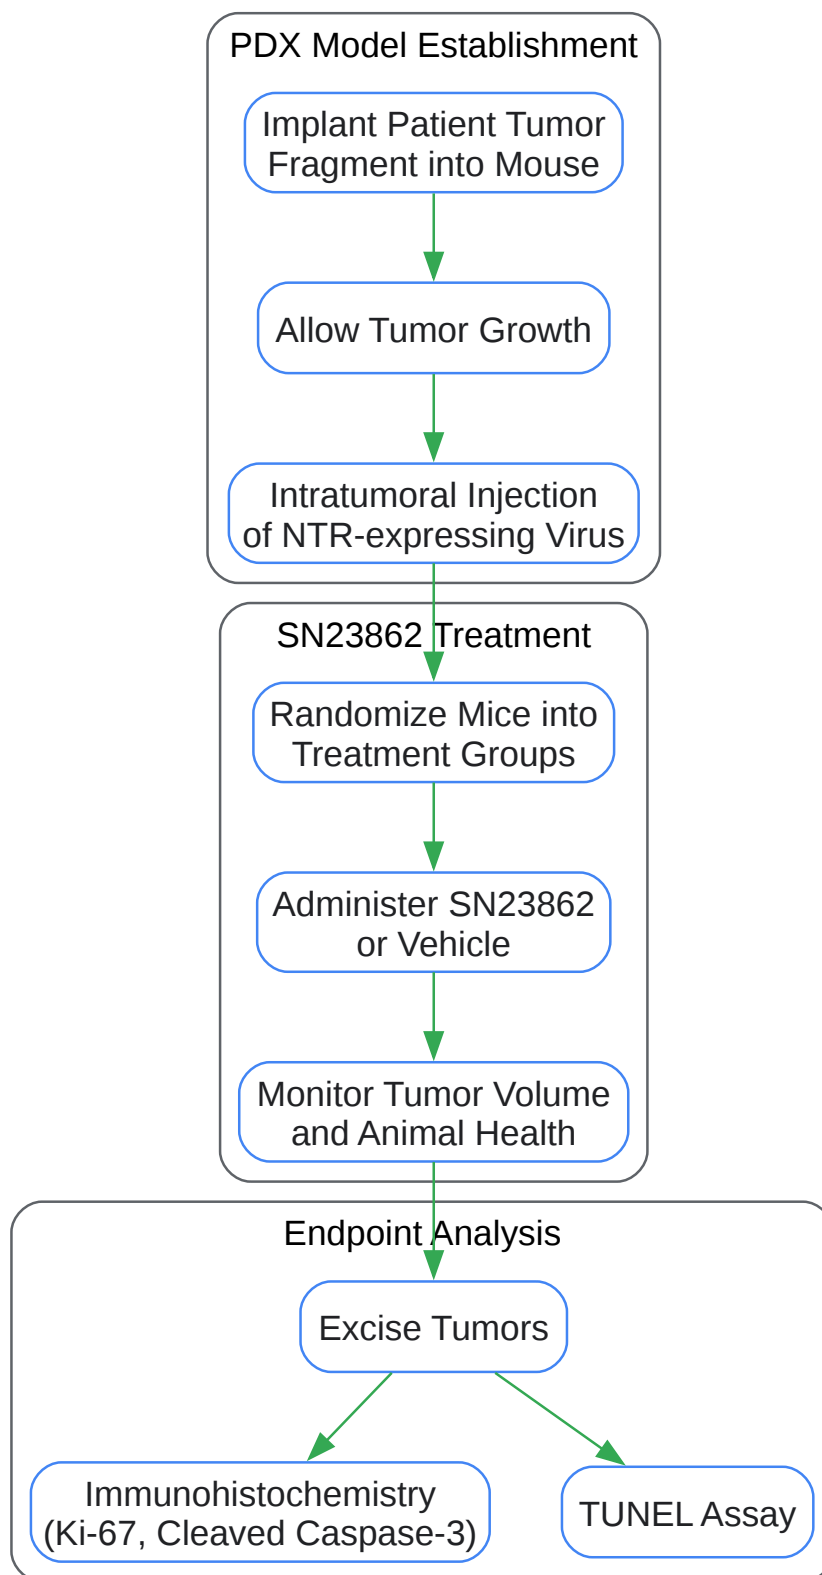 PDX Model Establishment
Implant Patient Tumor
Fragment into Mouse
Allow Tumor Growth
Intratumoral Injection
of NTR-expressing Virus
SN23862 Treatment
Randomize Mice into
Treatment Groups
Administer SN23862
or Vehicle
Monitor Tumor Volume
and Animal Health
Endpoint Analysis
Excise Tumors
Immunohistochemistry
(Ki-67, Cleaved Caspase-3)
TUNEL Assay